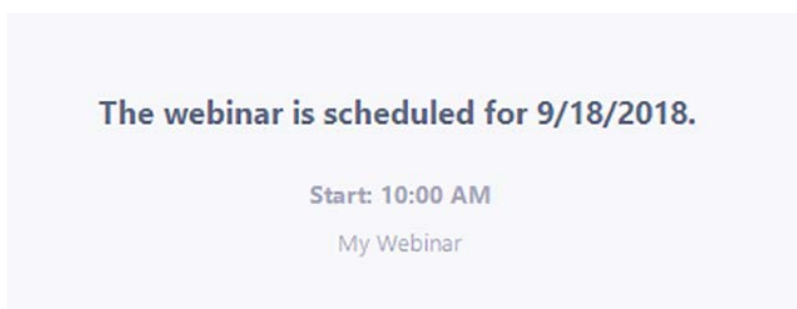 The webinar is scheduled for 9/18/2018.
Start: 10:00 AM
My Webinar